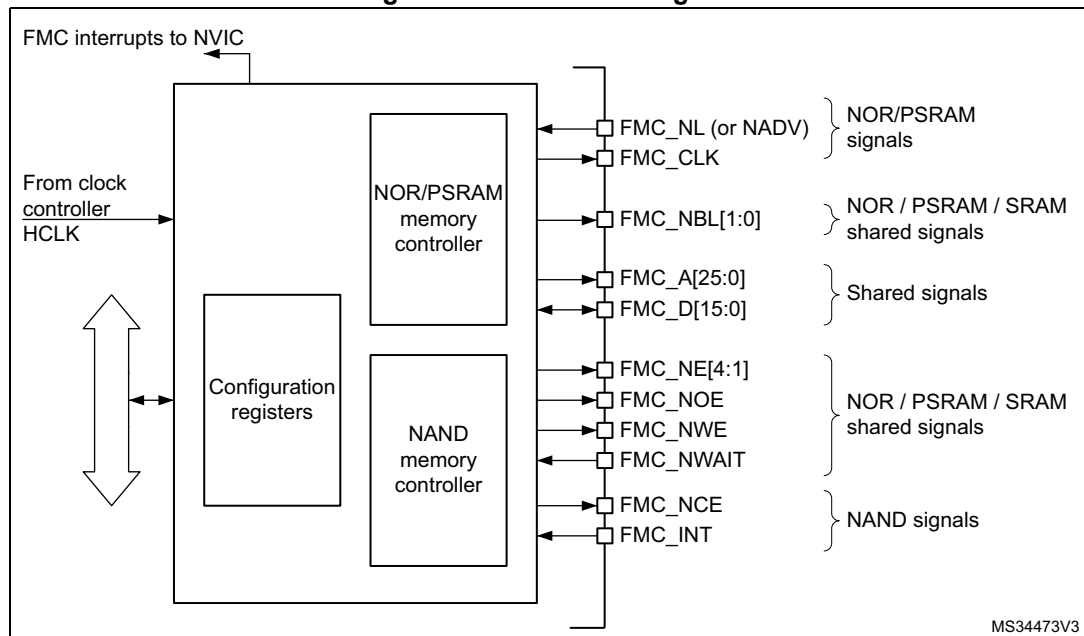 FMC interrupts to NVIC
From clock
controller
HCLK
Configuration
registers
NOR/PSRAM
memory
controller
NAND
memory
controller
FMC_NL (or NADV)
FMC_CLK
NOR/PSRAM
signals
FMC_NBL[1:0]
NOR / PSRAM / SRAM
shared signals
FMC_A[25:0]
FMC_D[15:0]
Shared signals
FMC_NE[4:1]
FMC_NOE
FMC_NWE
FMC_NWAIT
NOR / PSRAM / SRAM
shared signals
FMC_NCE
FMC_INT
NAND signals
MS34473V3